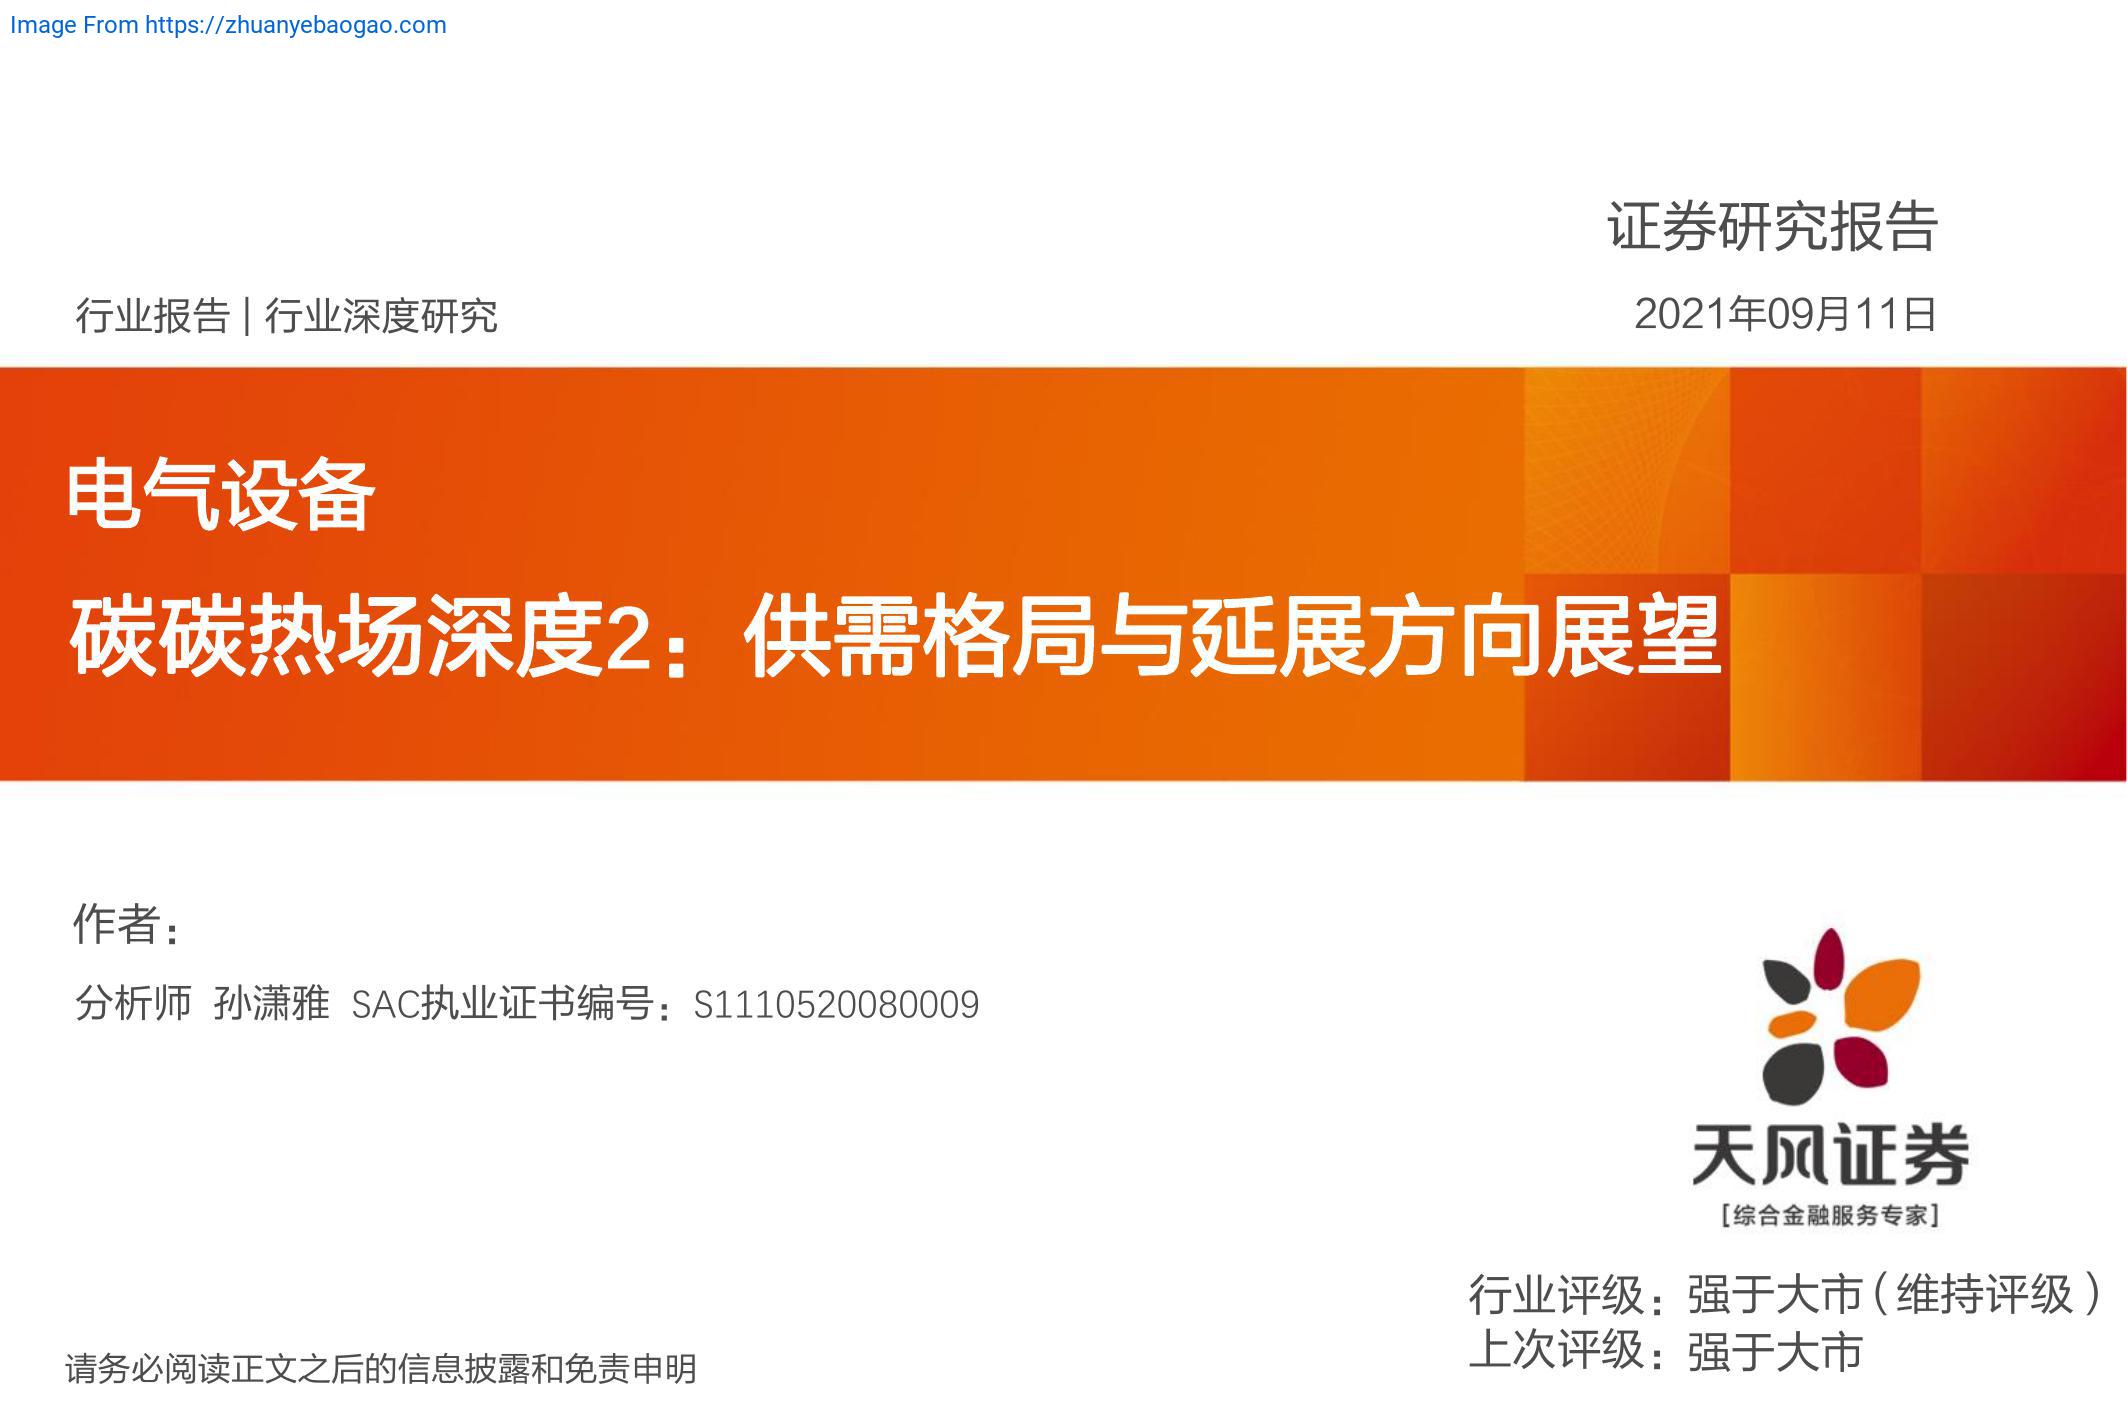 Image From https://zhuanyebaogao.com
证券研究报告
行业报告 | 行业深度研究
2021年09月11日
电气设备
碳碳热场深度2：供需格局与延展方向展望
作者：
分析师 孙潇雅 SAC执业证书编号：S1110520080009
天风证券
[综合金融服务专家]
行业评级：强于大市（维持评级）
上次评级：强于大市
请务必阅读正文之后的信息披露和免责申明